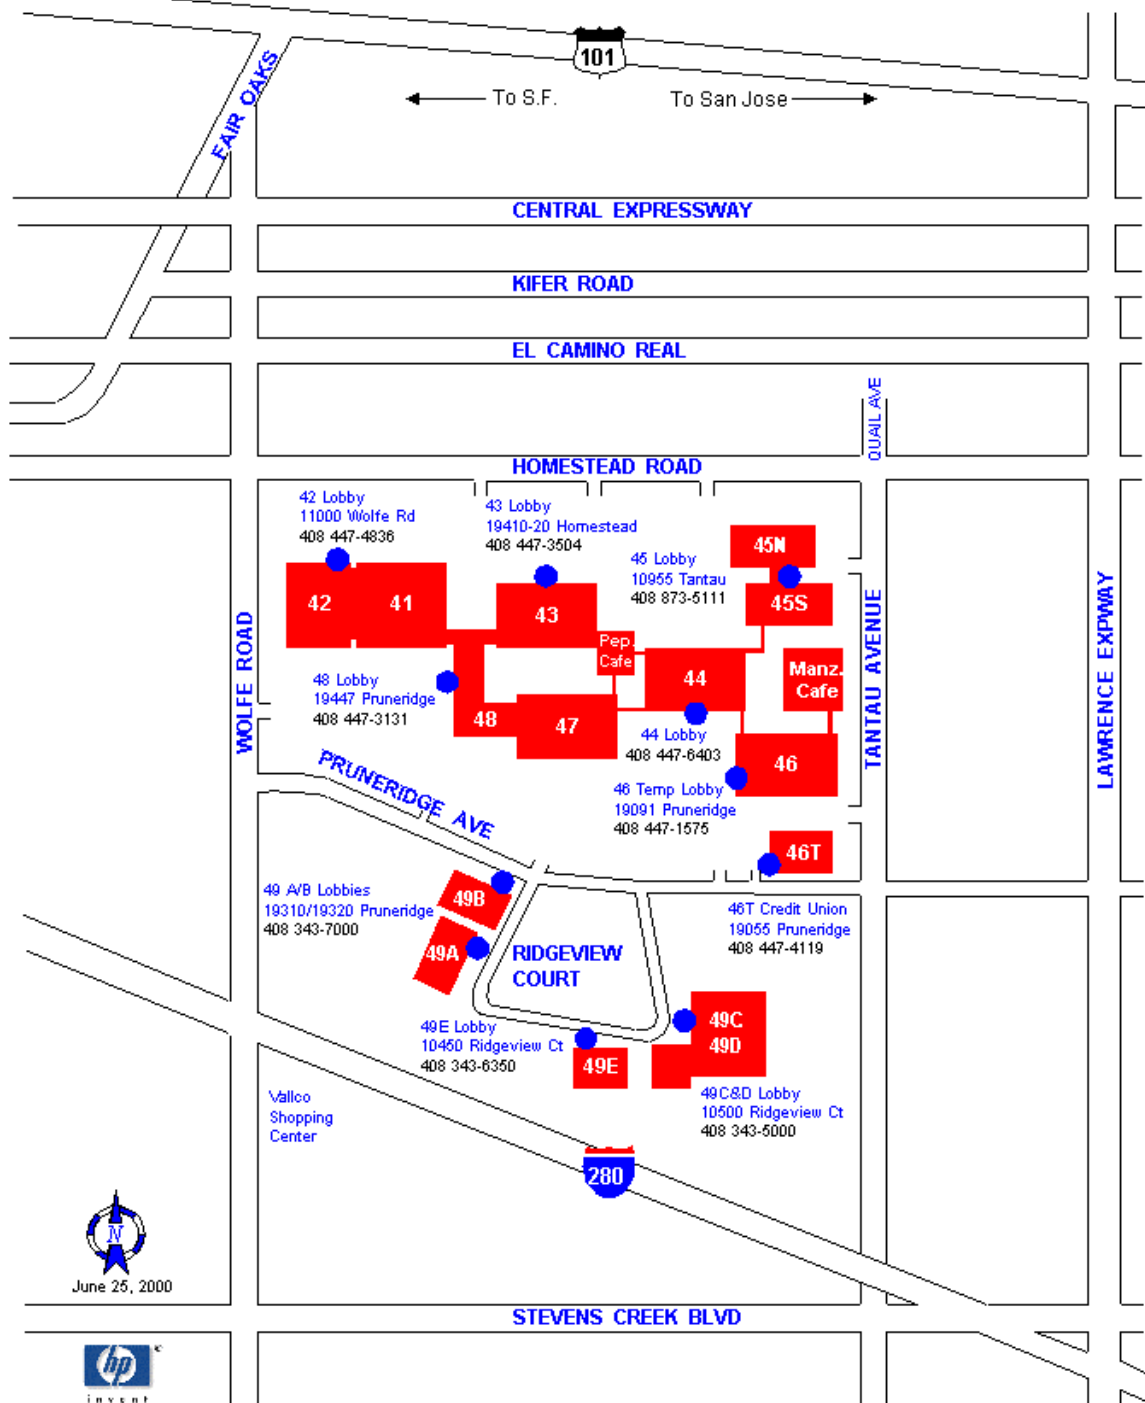 101
To S.F.
To San Jose
FAIR OAKS
CENTRAL EXPRESSWAY
KIFER ROAD
EL CAMINO REAL
QUAIL AVE
HOMESTEAD ROAD
42 Lobby
11000 Wolfe Rd
408 447-4836
43 Lobby
19410-20 Homestead
408 447-3504
45 Lobby
10955 Tantau
408 873-5111
45N
45S
42
41
43
Pep.
Cafe
44
Manz.
Cafe
WOLFE ROAD
TANTAU AVENUE
LAWRENCE EXPWAY
48 Lobby
19447 Pruneridge
408 447-3131
48
47
44 Lobby
408 447-6403
46
46 Temp Lobby
19091 Pruneridge
408 447-1575
PRUNERIDGE AVE
46T
49 A/B Lobbies
19310/19320 Pruneridge
408 343-7000
49B
49A
46T Credit Union
19055 Pruneridge
408 447-4119
RIDGEVIEW
COURT
49E Lobby
10450 Ridgeview Ct
408 343-6350
49E
49C
49D
49C&D Lobby
10500 Ridgeview Ct
408 343-5000
Vallco
Shopping
Center
280
N
June 25, 2000
STEVENS CREEK BLVD
hp
invent